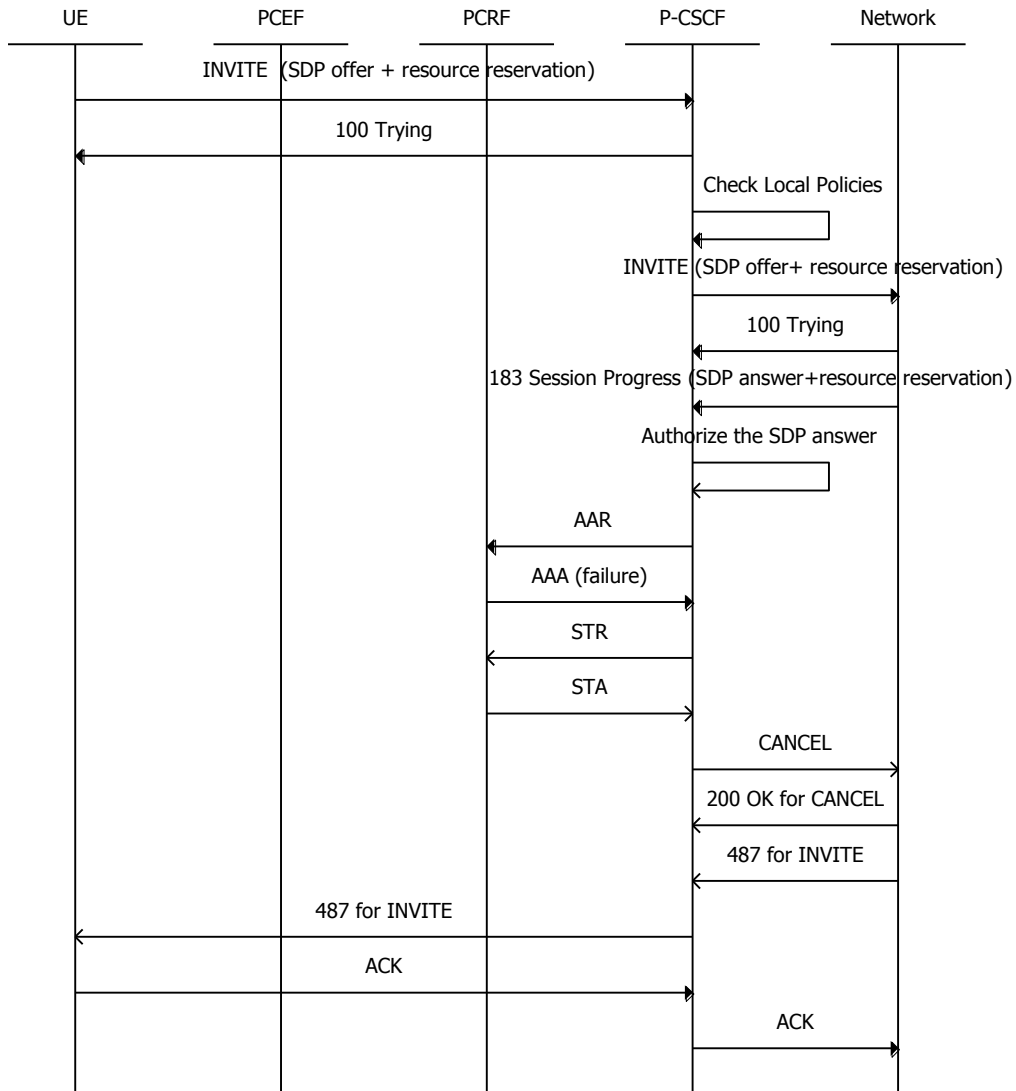 UE PCEF PCRF P-CSCF Network
INVITE (SDP offer + resource reservation)
100 Trying
Check Local Policies
INVITE (SDP offer+ resource reservation)
100 Trying
183 Session Progress (SDP answer+resource reservation)
Authorize the SDP answer
AAR
AAA (failure)
STR
STA
CANCEL
200 OK for CANCEL
487 for INVITE
487 for INVITE
ACK
ACK